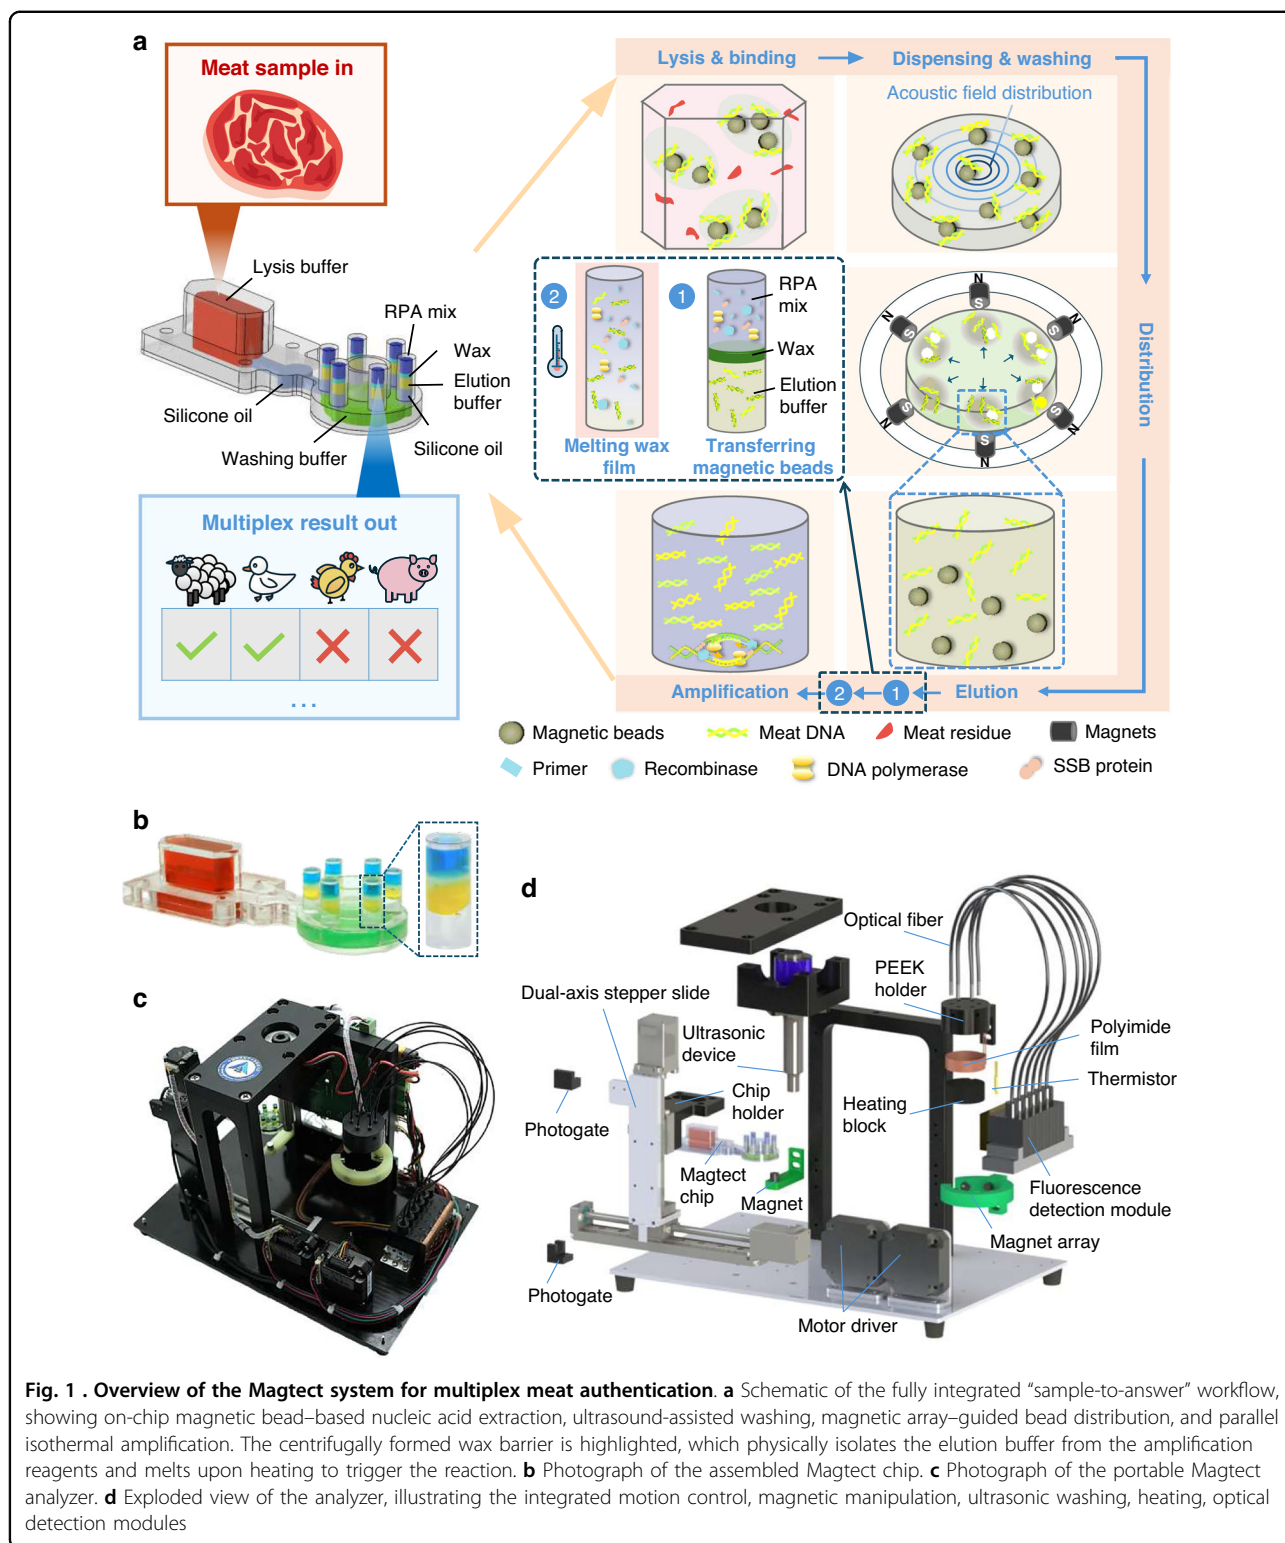 a
Meat sample in
Lysis buffer
RPA mix
Wax
Elution
buffer
Silicone oil
Silicone oil
Washing buffer
Multiplex result out
...
Lysis & binding
Dispensing & washing
Acoustic field distribution
Distribution
2
1
RPA
mix
Wax
Elution
buffer
Melting wax
film
Transferring
magnetic beads
N
S
N
S
N
S
N
S
N
S
N
S
Amplification
2
1
Elution
Magnetic beads
Meat DNA
Meat residue
Magnets
Primer
Recombinase
DNA polymerase
SSB protein
b
c
d
Optical fiber
PEEK
holder
Dual-axis stepper slide
Ultrasonic
device
Polyimide
film
Thermistor
Chip
holder
Heating
block
Photogate
Magtect
chip
Magnet
Fluorescence
detection module
Magnet array
Photogate
Motor driver
Fig. 1 . Overview of the Magtect system for multiplex meat authentication. a Schematic of the fully integrated “sample-to-answer” workflow,
showing on-chip magnetic bead–based nucleic acid extraction, ultrasound-assisted washing, magnetic array–guided bead distribution, and parallel
isothermal amplification. The centrifugally formed wax barrier is highlighted, which physically isolates the elution buffer from the amplification
reagents and melts upon heating to trigger the reaction. b Photograph of the assembled Magtect chip. c Photograph of the portable Magtect
analyzer. d Exploded view of the analyzer, illustrating the integrated motion control, magnetic manipulation, ultrasonic washing, heating, optical
detection modules